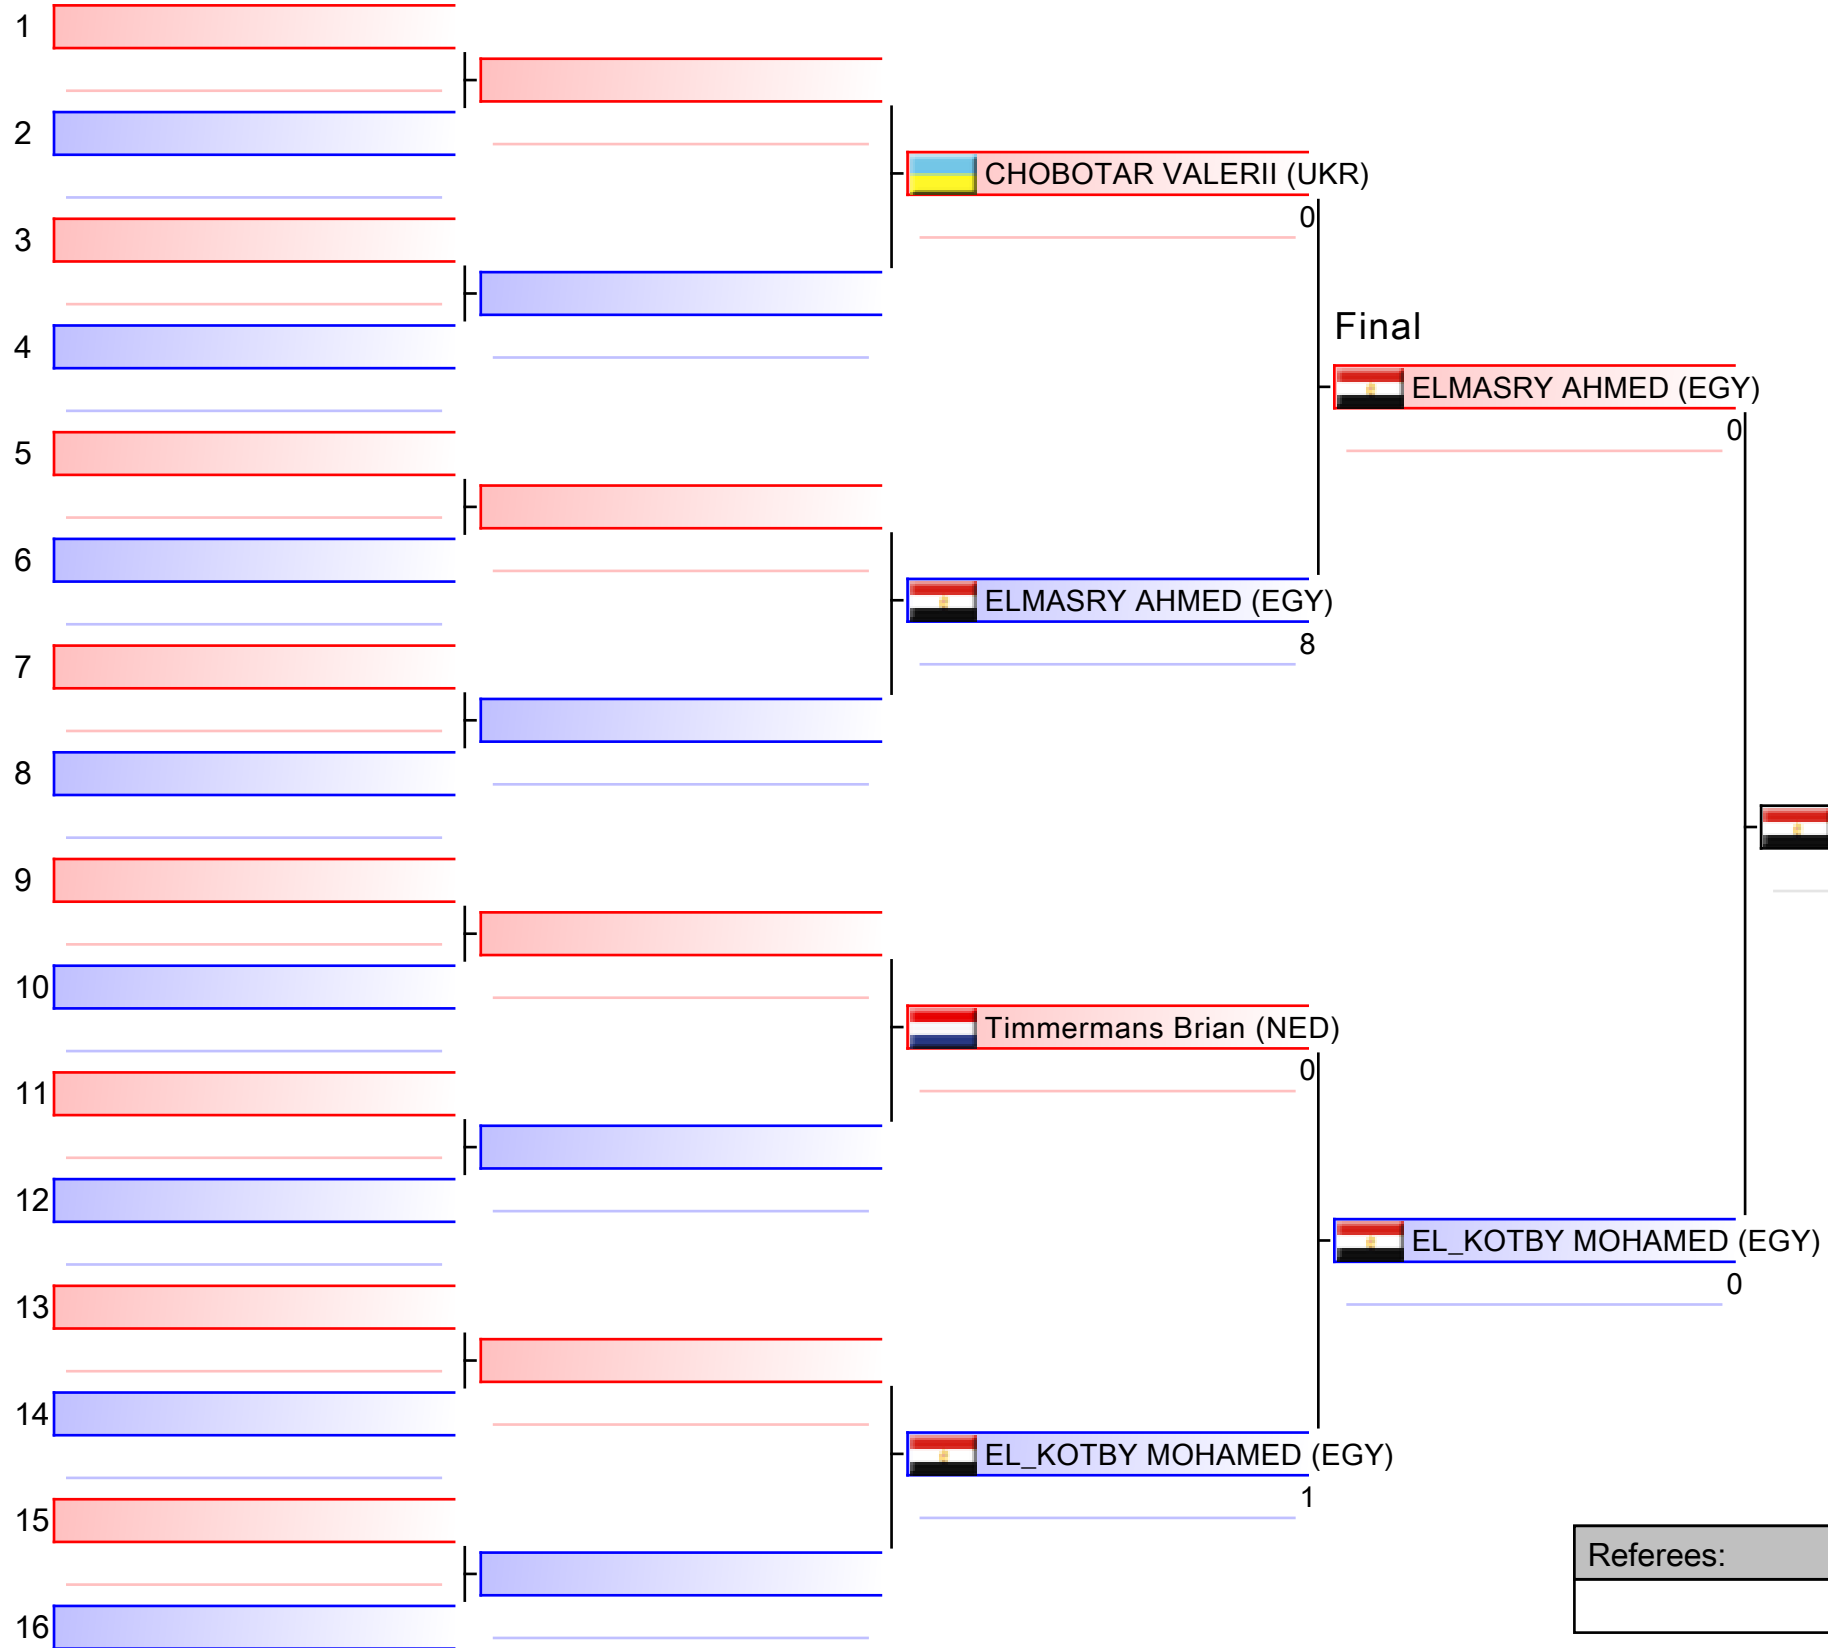 1
2
CHOBOTAR VALERII (UKR)
0
3
Final
4
ELMASRY AHMED (EGY)
0
5
6
ELMASRY AHMED (EGY)
8
7
8
9
10
Timmermans Brian (NED)
0
11
12
EL_KOTBY MOHAMED (EGY)
0
13
14
EL_KOTBY MOHAMED (EGY)
1
15
Referees:
16